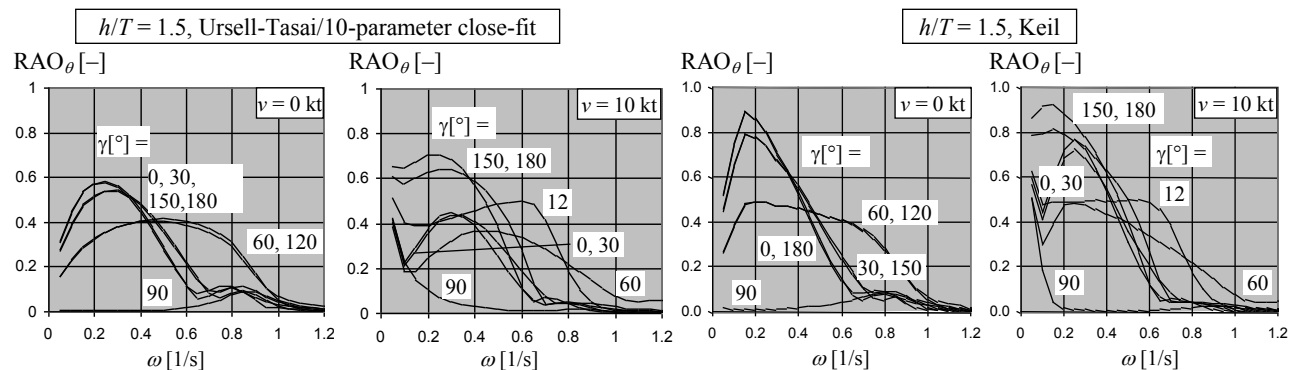 h/T = 1.5, Ursell-Tasai/10-parameter close-fit
h/T = 1.5, Keil
RAOθ [–]
1
0.8
0.6
0.4
0.2
0
0 0.2 0.4 0.6 0.8 1 1.2
v = 0 kt
γ[°] =
0, 30,
150,180
60, 120
90
ω [1/s]
RAOθ [–]
1.0
0.8
0.6
0.4
0.2
0
0 0.2 0.4 0.6 0.8 1 1.2
v = 10 kt
γ[°] =
150, 180
12
0, 30
90
60
ω [1/s]
RAOθ [–]
1.0
0.8
0.6
0.4
0.2
0
0 0.2 0.4 0.6 0.8 1.0 1.2
v = 0 kt
γ[°] =
60, 120
0, 180
30, 150
90
ω [1/s]
RAOθ [–]
1.0
0.8
0.6
0.4
0.2
0
0 0.2 0.4 0.6 0.8 1.0 1.2
v = 10 kt
150, 180
γ[°] =
0, 30
12
90
60
ω [1/s]